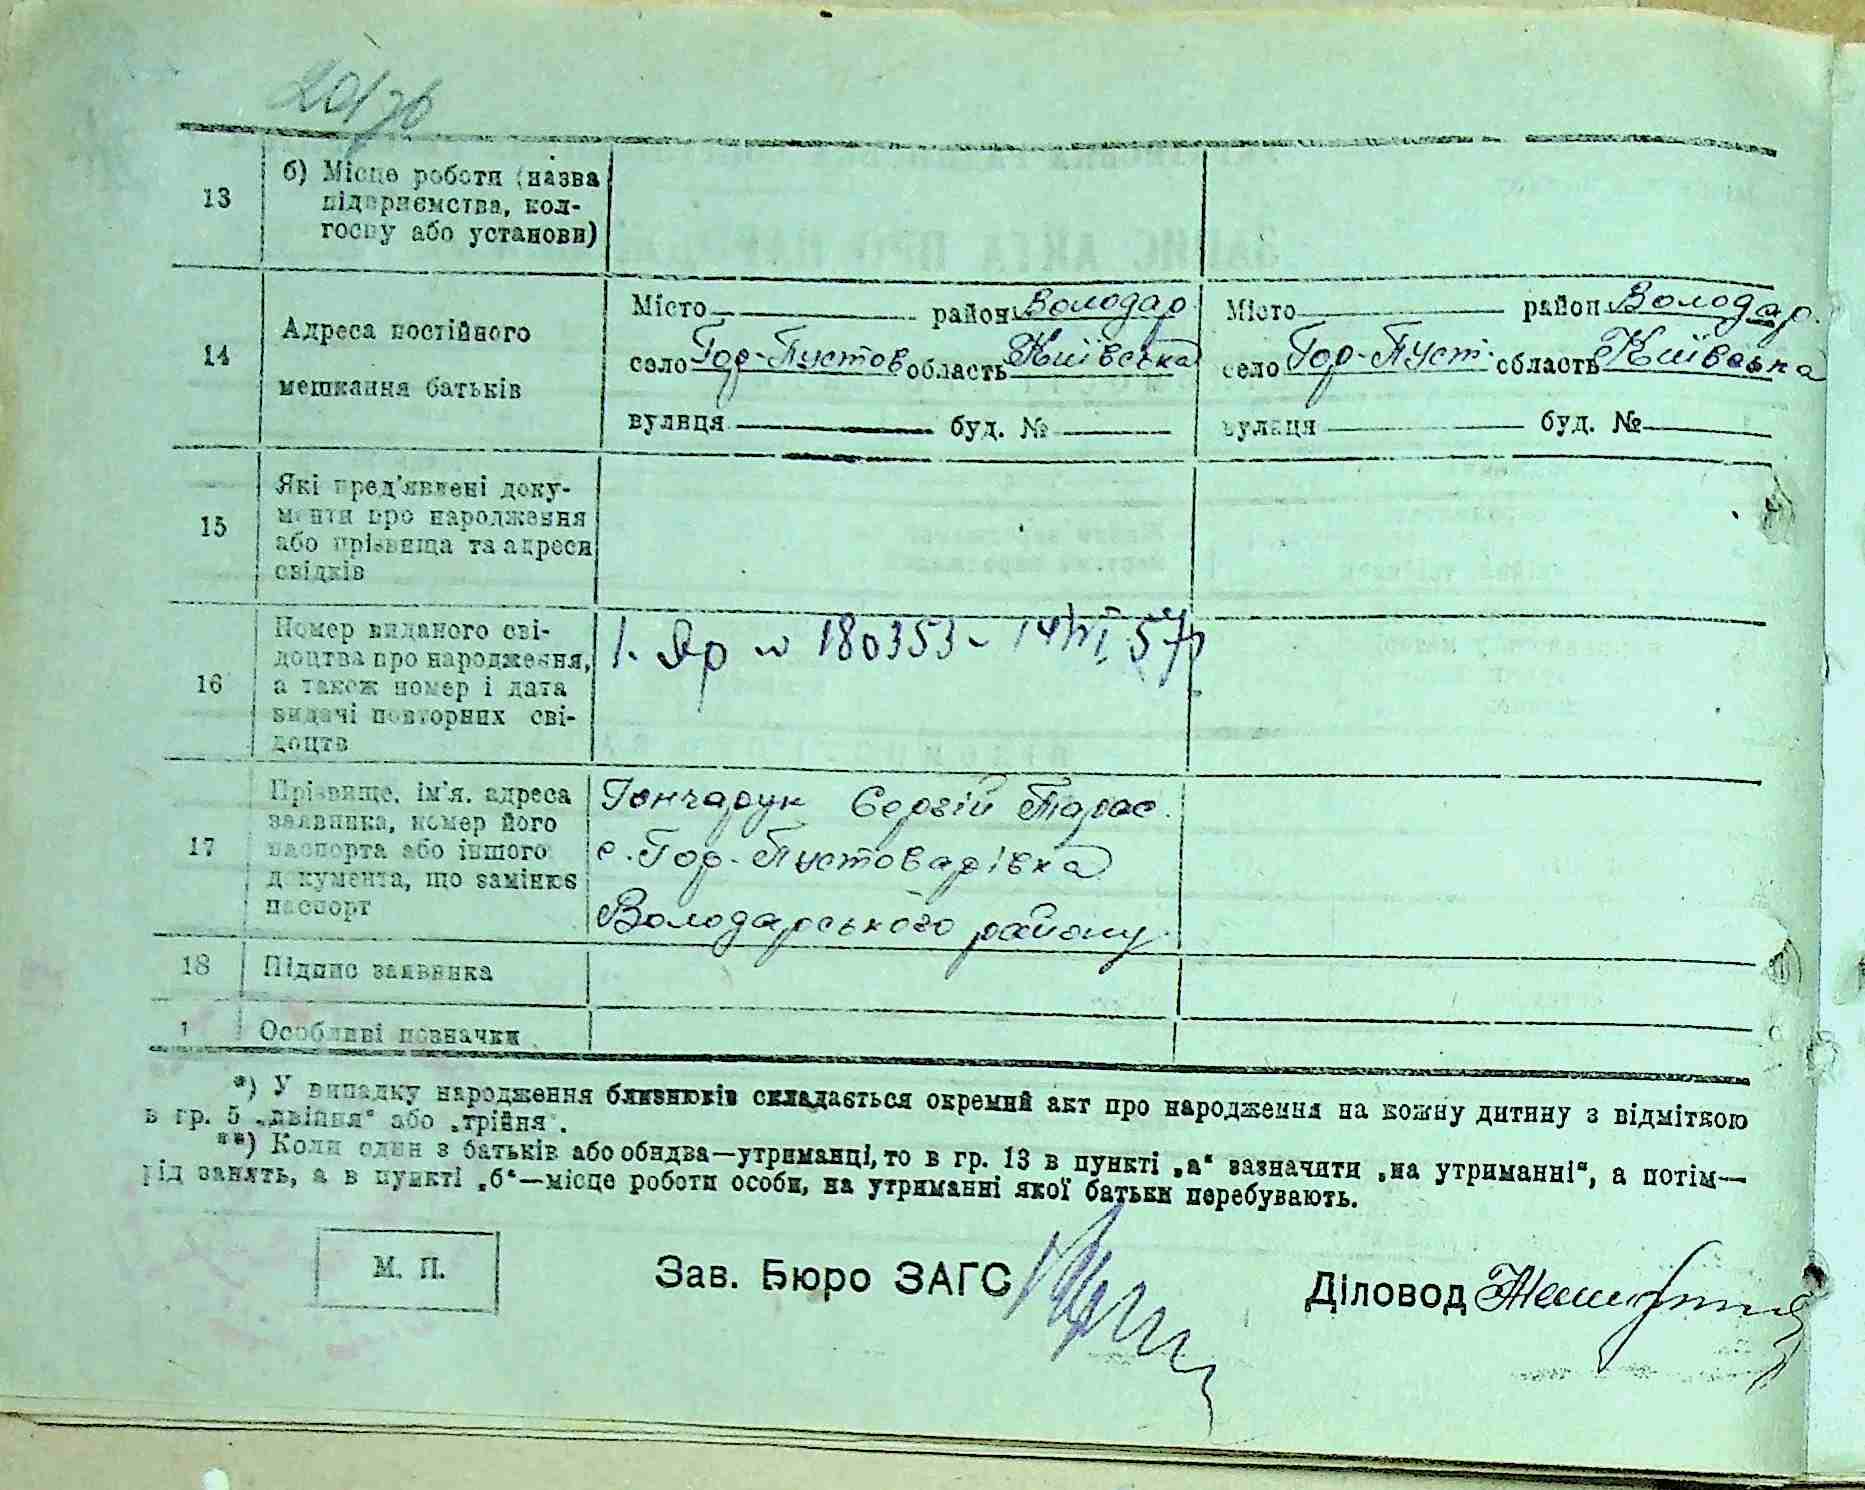 13
б) Місце роботи (назва
підприємства, кол-
госпу або установи)
14
Адреса постійного
мешкання батьків
Місто район Володар
село Гор-Пустов область Київська
вулиця буд. №
Місто район Володар.
село Гор-Пуст. область Київська
вулиця буд. №
15
Які пред'явлені доку-
менти про народження
або прізвища та адреси
свідків
16
Номер виданого сві-
доцтва про народження,
а також номер і дата
видачі повторних сві-
доцтв
180353
17
Прізвище, ім'я, адреса
заявника, номер його
паспорта або іншого
документа, що замінює
паспорт
Гончарук Сергій Тарас.
с. Гор-Пустоварівка
Володарського району
18
Підпис заявника
1
Особливі позначки
*) У випадку народження близнюків складається окремий акт про народження на кожну дитину з відміткою
в гр. 5 „двійня“ або „трійня“.
**) Коли один з батьків або обидва—утриманці, то в гр. 13 в пункті „а“ зазначити „на утриманні“, а потім—
рід занять, а в пункті „б“—місце роботи особи, на утриманні якої батьки перебувають.
М. П.
Зав. Бюро ЗАГС
Діловод